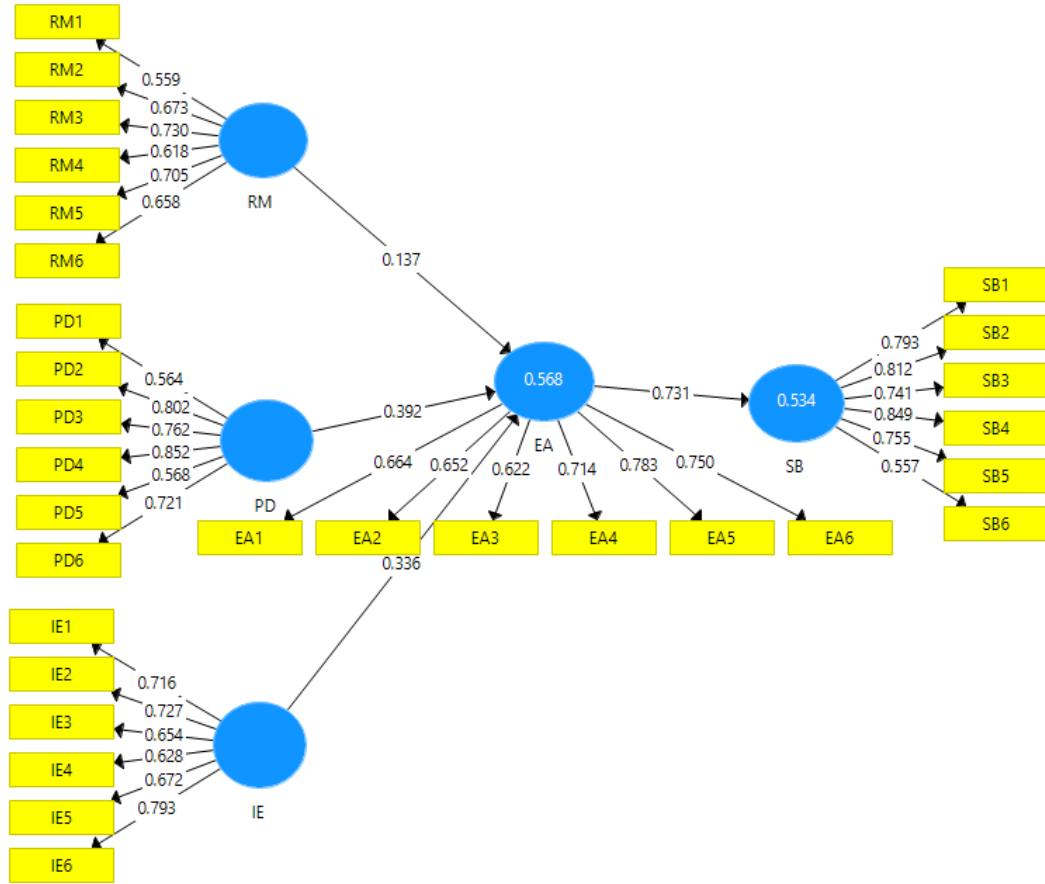 RM1
RM2
RM3
RM4
RM5
RM6
0.559
0.673
0.730
0.618
0.705
0.658
RM
0.137
PD1
PD2
PD3
PD4
PD5
PD6
0.564
0.802
0.762
0.852
0.568
0.721
PD
0.392
IE1
IE2
IE3
IE4
IE5
IE6
0.716
0.727
0.654
0.628
0.672
0.793
IE
0.336
0.568
EA
0.664
0.652
0.622
0.714
0.783
0.750
EA1
EA2
EA3
EA4
EA5
EA6
0.731
0.534
SB
0.793
0.812
0.741
0.849
0.755
0.557
SB1
SB2
SB3
SB4
SB5
SB6